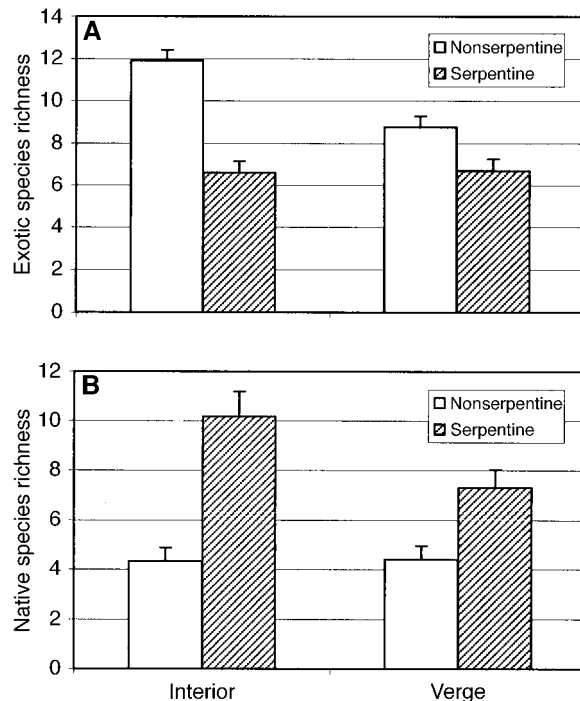 A
Exotic species richness
14
12
10
8
6
4
2
0
Nonserpentine
Serpentine
B
Native species richness
12
10
8
6
4
2
0
Nonserpentine
Serpentine
Interior
Verge